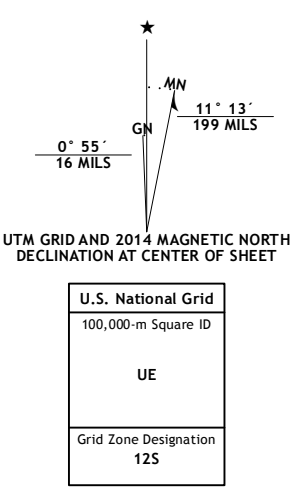 ★
MN
GN
11° 13´
199 MILS
0° 55´
16 MILS
UTM GRID AND 2014 MAGNETIC NORTH
DECLINATION AT CENTER OF SHEET
U.S. National Grid
100,000-m Square ID
UE
Grid Zone Designation
12S